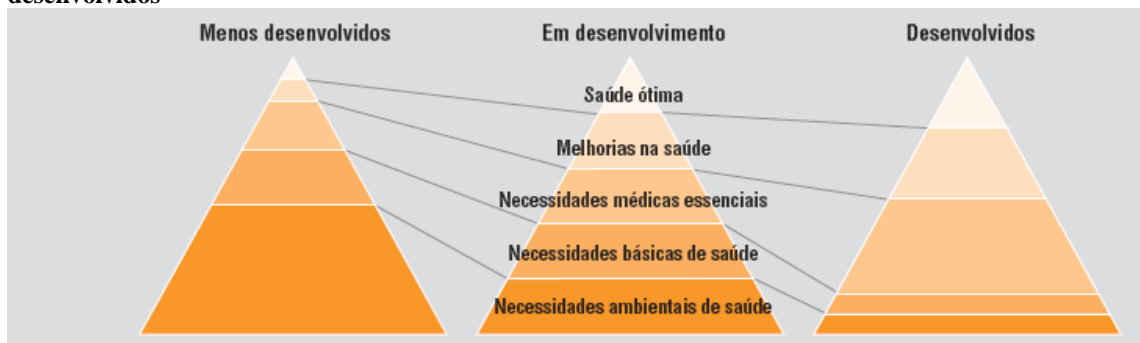 desenvolvidos
Menos desenvolvidos
Em desenvolvimento
Desenvolvidos
Saúde ótima
Melhorias na saúde
Necessidades médicas essenciais
Necessidades básicas de saúde
Necessidades ambientais de saúde